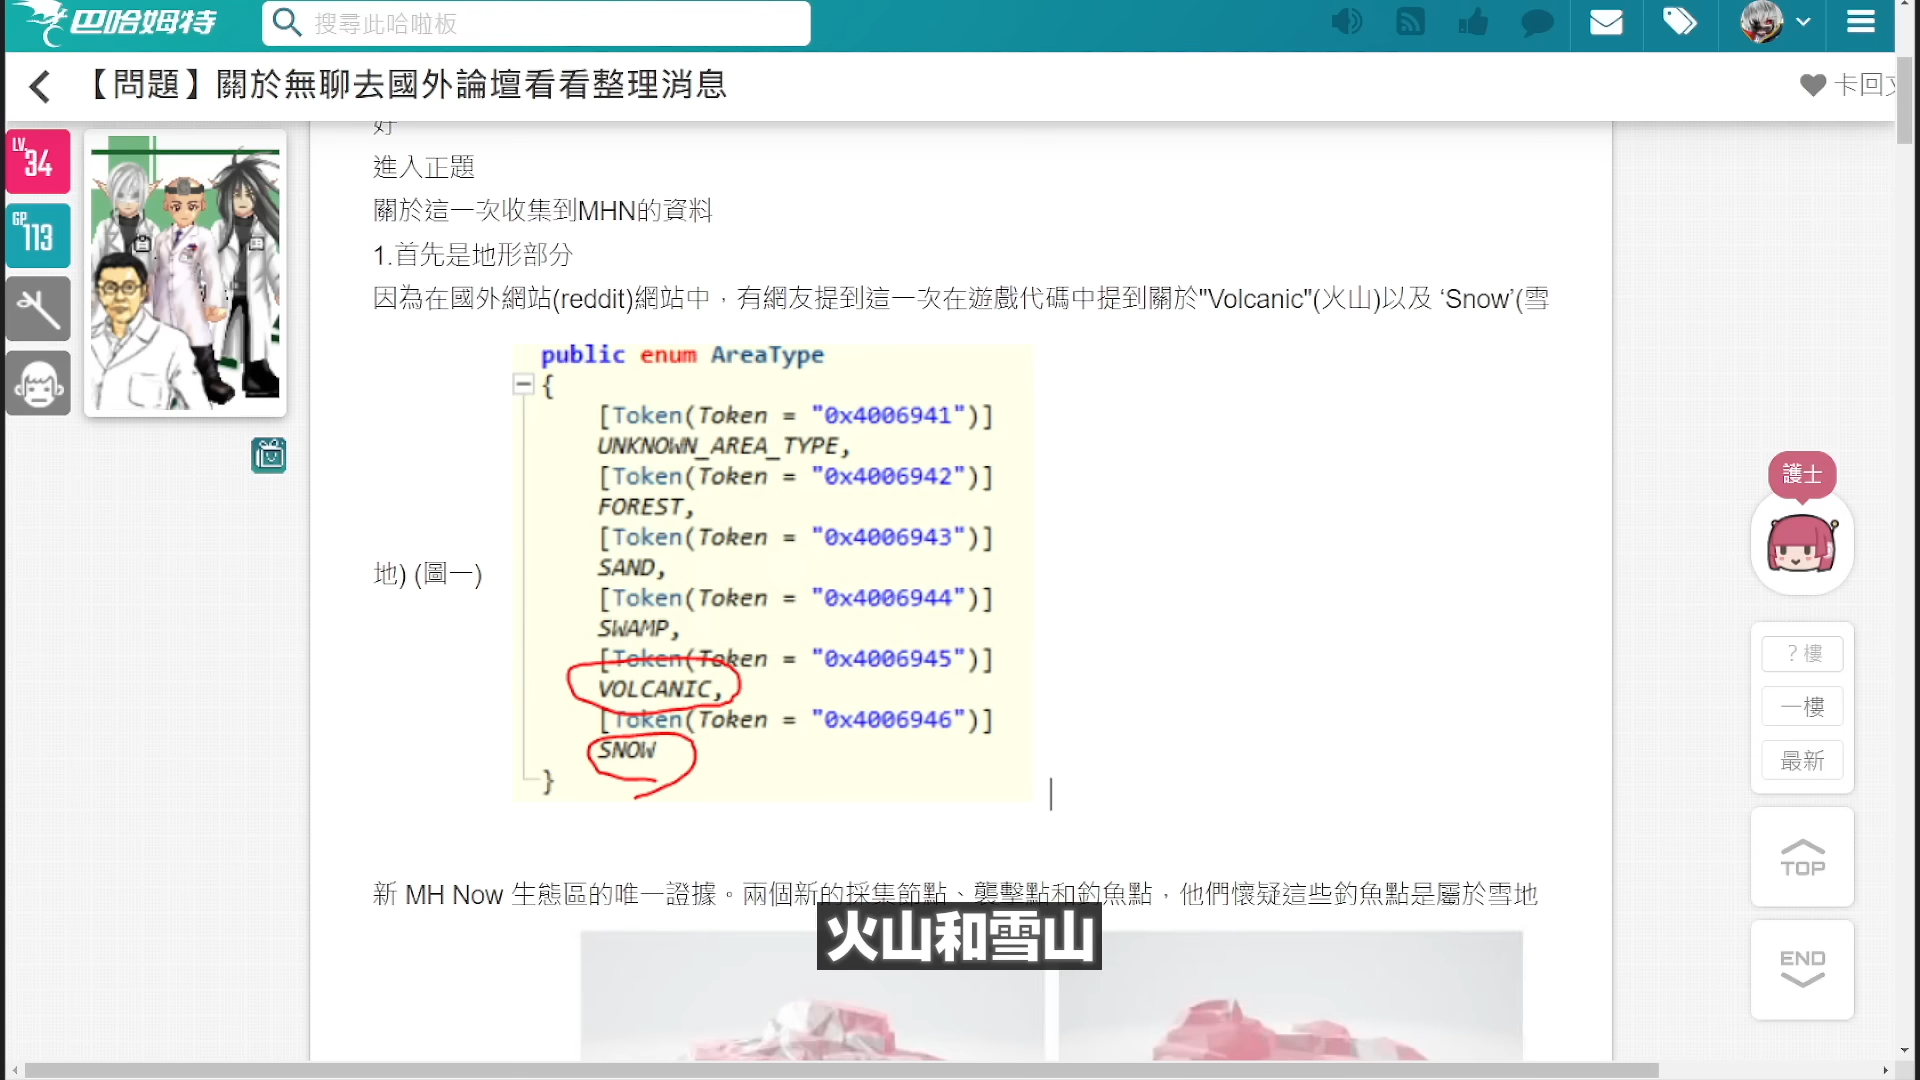 巴哈姆特
搜尋此哈啦板
【問題】關於無聊去國外論壇看看整理消息
卡回文
LV.
34
GP
113
好
進入正題
關於這一次收集到MHN的資料
1.首先是地形部分
因為在國外網站(reddit)網站中，有網友提到這一次在遊戲代碼中提到關於"Volcanic"(火山)以及 ‘Snow’(雪
public enum AreaType
{
[Token(Token = "0x4006941")]
UNKNOWN_AREA_TYPE,
[Token(Token = "0x4006942")]
FOREST,
[Token(Token = "0x4006943")]
SAND,
地) (圖一)
[Token(Token = "0x4006944")]
SWAMP,
[Token(Token = "0x4006945")]
VOLCANIC,
[Token(Token = "0x4006946")]
SNOW
}
護士
? 樓
一樓
最新
TOP
END
新 MH Now 生態區的唯一證據。兩個新的採集節點、襲擊點和釣魚點，他們懷疑這些釣魚點是屬於雪地
火山和雪山